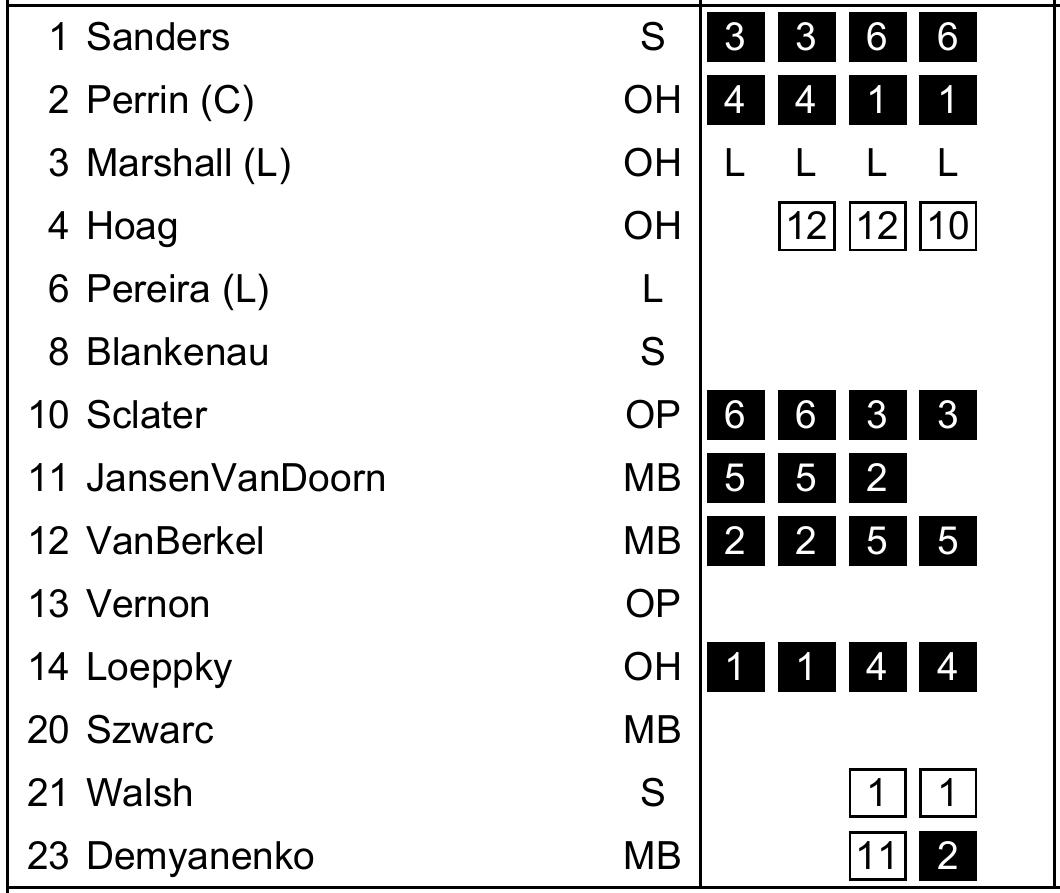 1 Sanders S 3 3 6 6
2 Perrin (C) OH 4 4 1 1
3 Marshall (L) OH L L L L
4 Hoag OH 12 12 10
6 Pereira (L) L
8 Blankenau S
10 Sclater OP 6 6 3 3
11 JansenVanDoorn MB 5 5 2
12 VanBerkel MB 2 2 5 5
13 Vernon OP
14 Loeppky OH 1 1 4 4
20 Szwarc MB
21 Walsh S 1 1
23 Demyanenko MB 11 2